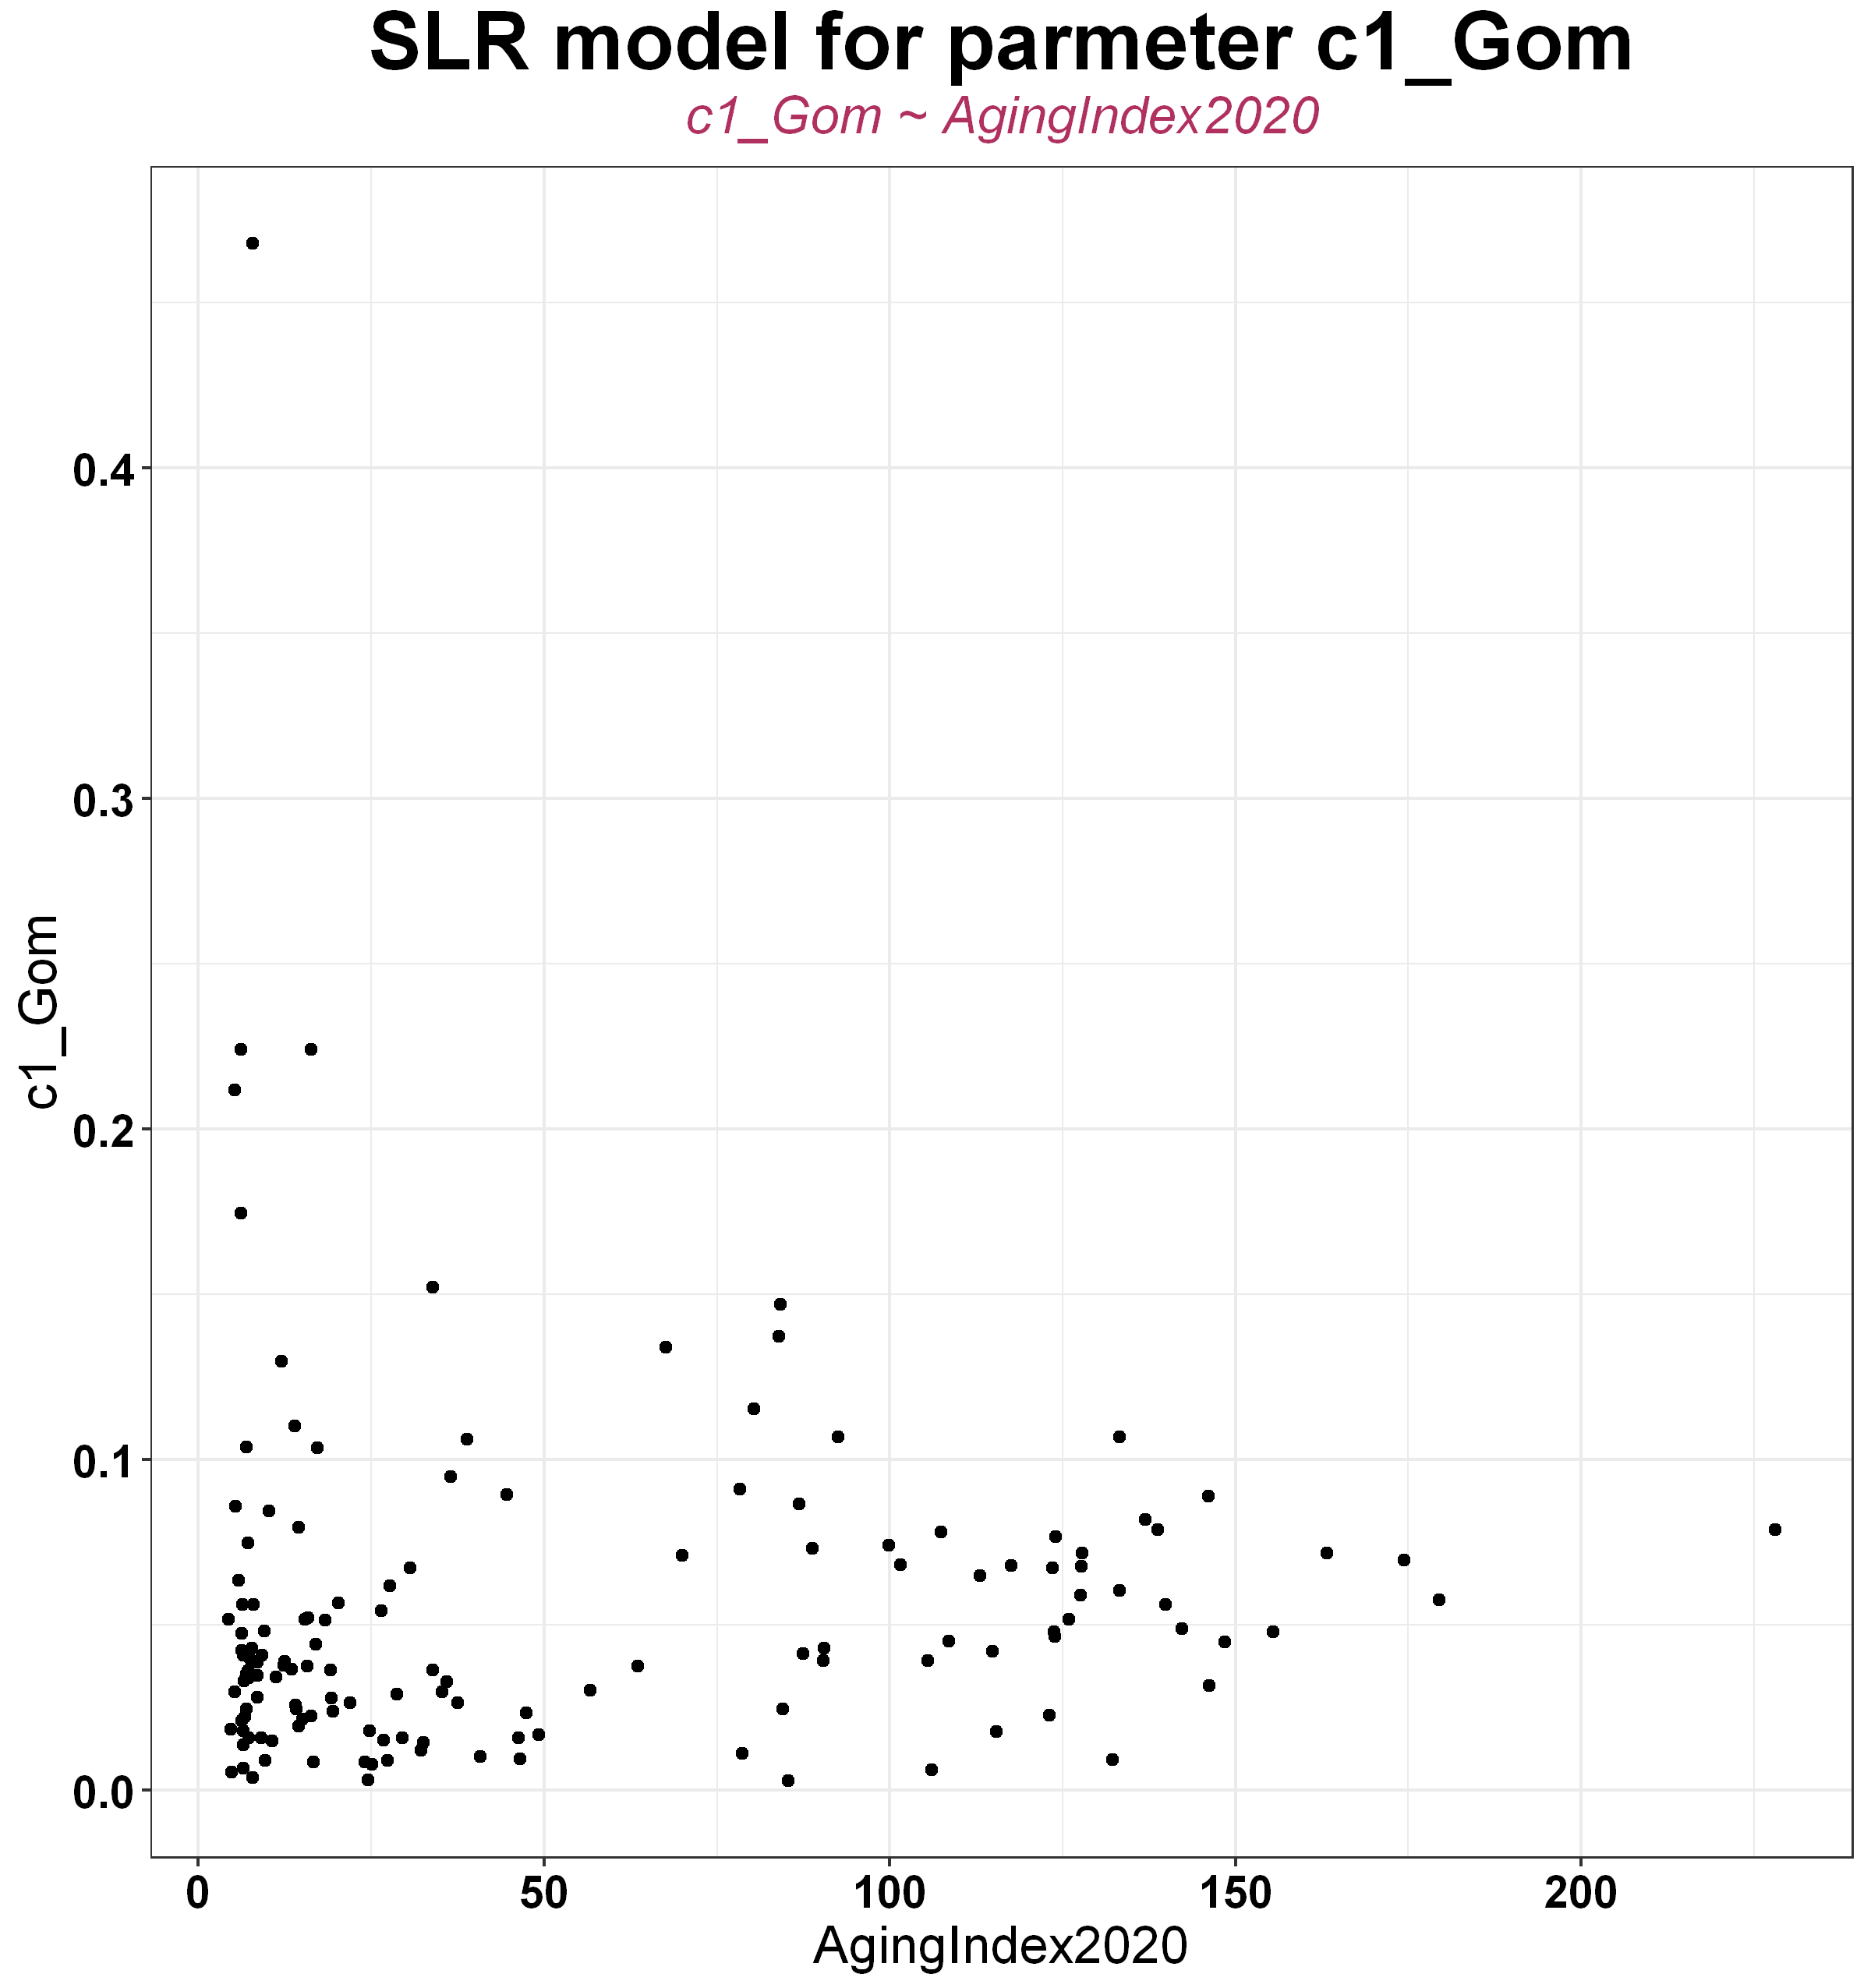 SLR model for parmeter c1_Gom
c1_Gom ~ AgingIndex2020
c1_Gom
0.4
0.3
0.2
0.1
0.0
0
50
100
150
200
AgingIndex2020